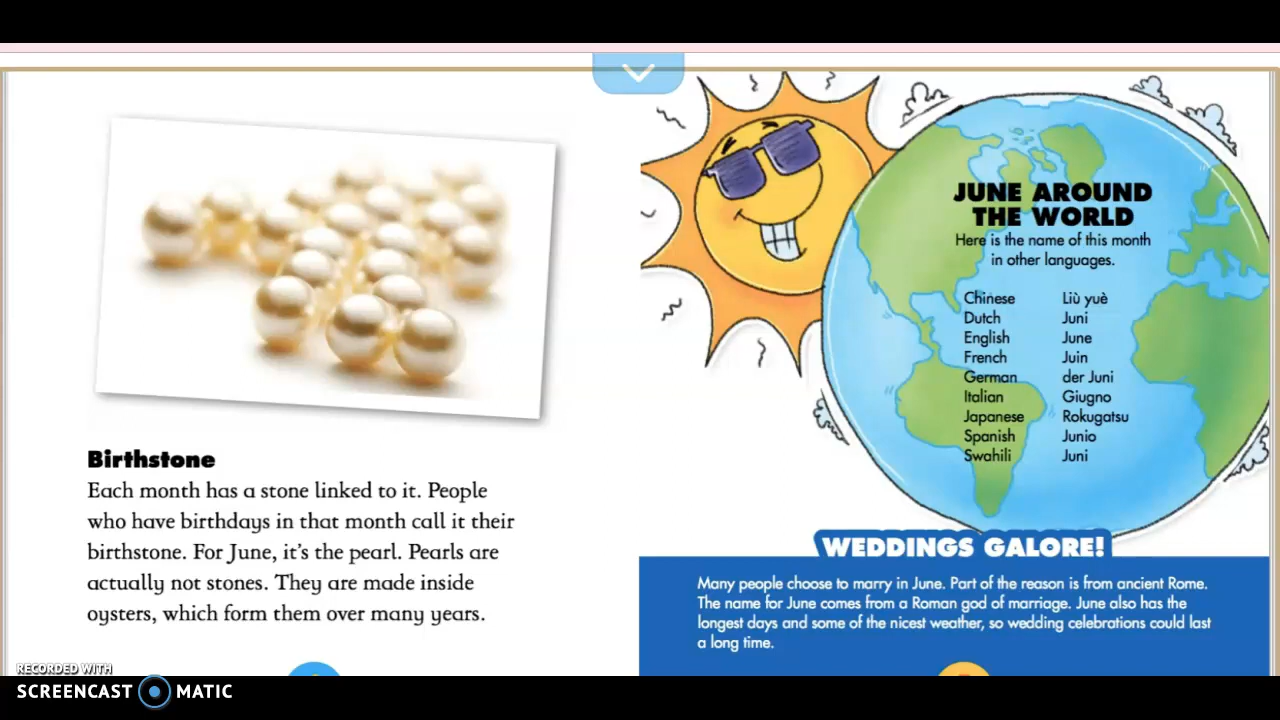 Birthstone
Each month has a stone linked to it. People
who have birthdays in that month call it their
birthstone. For June, it's the pearl. Pearls are
actually not stones. They are made inside
oysters, which form them over many years.
JUNE AROUND
THE WORLD
Here is the name of this month
in other languages.
Chinese Liù yuè
Dutch Juni
English June
French Juin
German der Juni
Italian Giugno
Japanese Rokugatsu
Spanish Junio
Swahili Juni
WEDDINGS GALORE!
Many people choose to marry in June. Part of the reason is from ancient Rome.
The name for June comes from a Roman god of marriage. June also has the
longest days and some of the nicest weather, so wedding celebrations could last
a long time.
RECORDED WITH
SCREENCAST MATIC